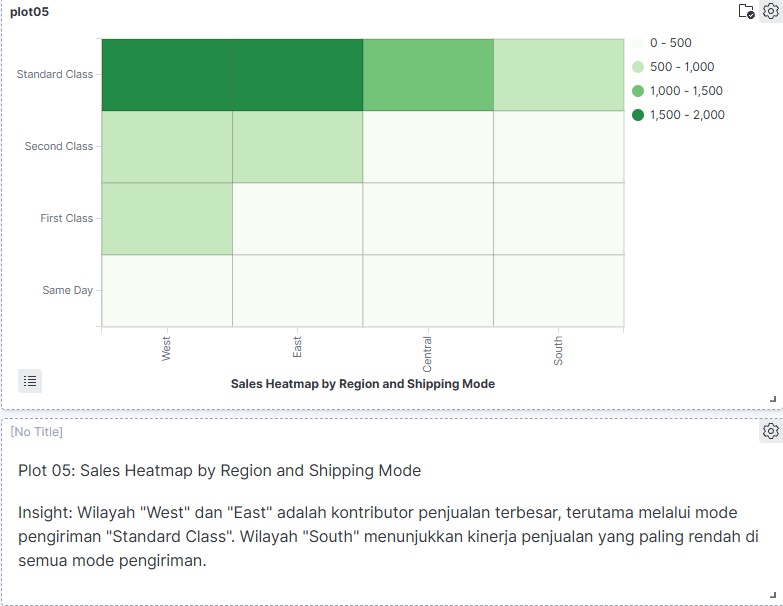 plot05
Standard Class
Second Class
First Class
Same Day
0 - 500
500 - 1,000
1,000 - 1,500
1,500 - 2,000
West
East
Central
South
Sales Heatmap by Region and Shipping Mode
[No Title]
Plot 05: Sales Heatmap by Region and Shipping Mode
Insight: Wilayah "West" dan "East" adalah kontributor penjualan terbesar, terutama melalui mode
pengiriman "Standard Class". Wilayah "South" menunjukkan kinerja penjualan yang paling rendah di
semua mode pengiriman.